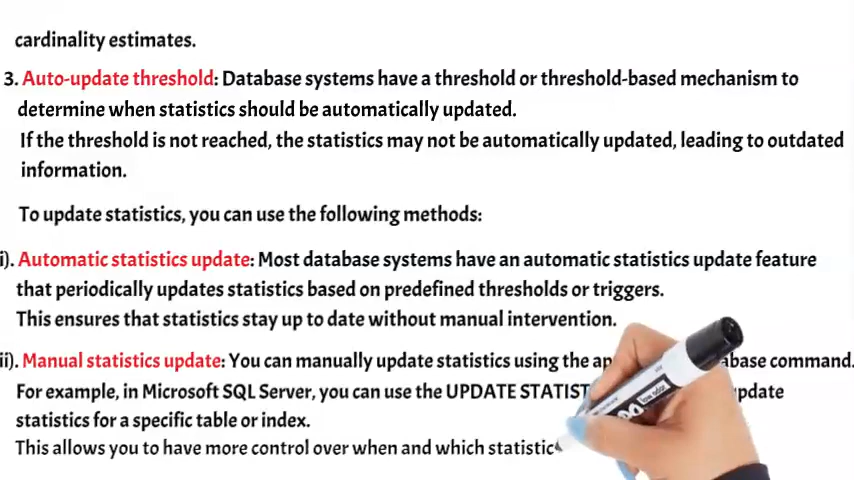 cardinality estimates.
3. Auto-update threshold: Database systems have a threshold or threshold-based mechanism to
determine when statistics should be automatically updated.
If the threshold is not reached, the statistics may not be automatically updated, leading to outdated
information.
To update statistics, you can use the following methods:
i). Automatic statistics update: Most database systems have an automatic statistics update feature
that periodically updates statistics based on predefined thresholds or triggers.
This ensures that statistics stay up to date without manual intervention.
ii). Manual statistics update: You can manually update statistics using the command.
For example, in Microsoft SQL Server, you can use the UPDATE
statistics for a specific table or index.
This allows you to have more control over when and which
low odor